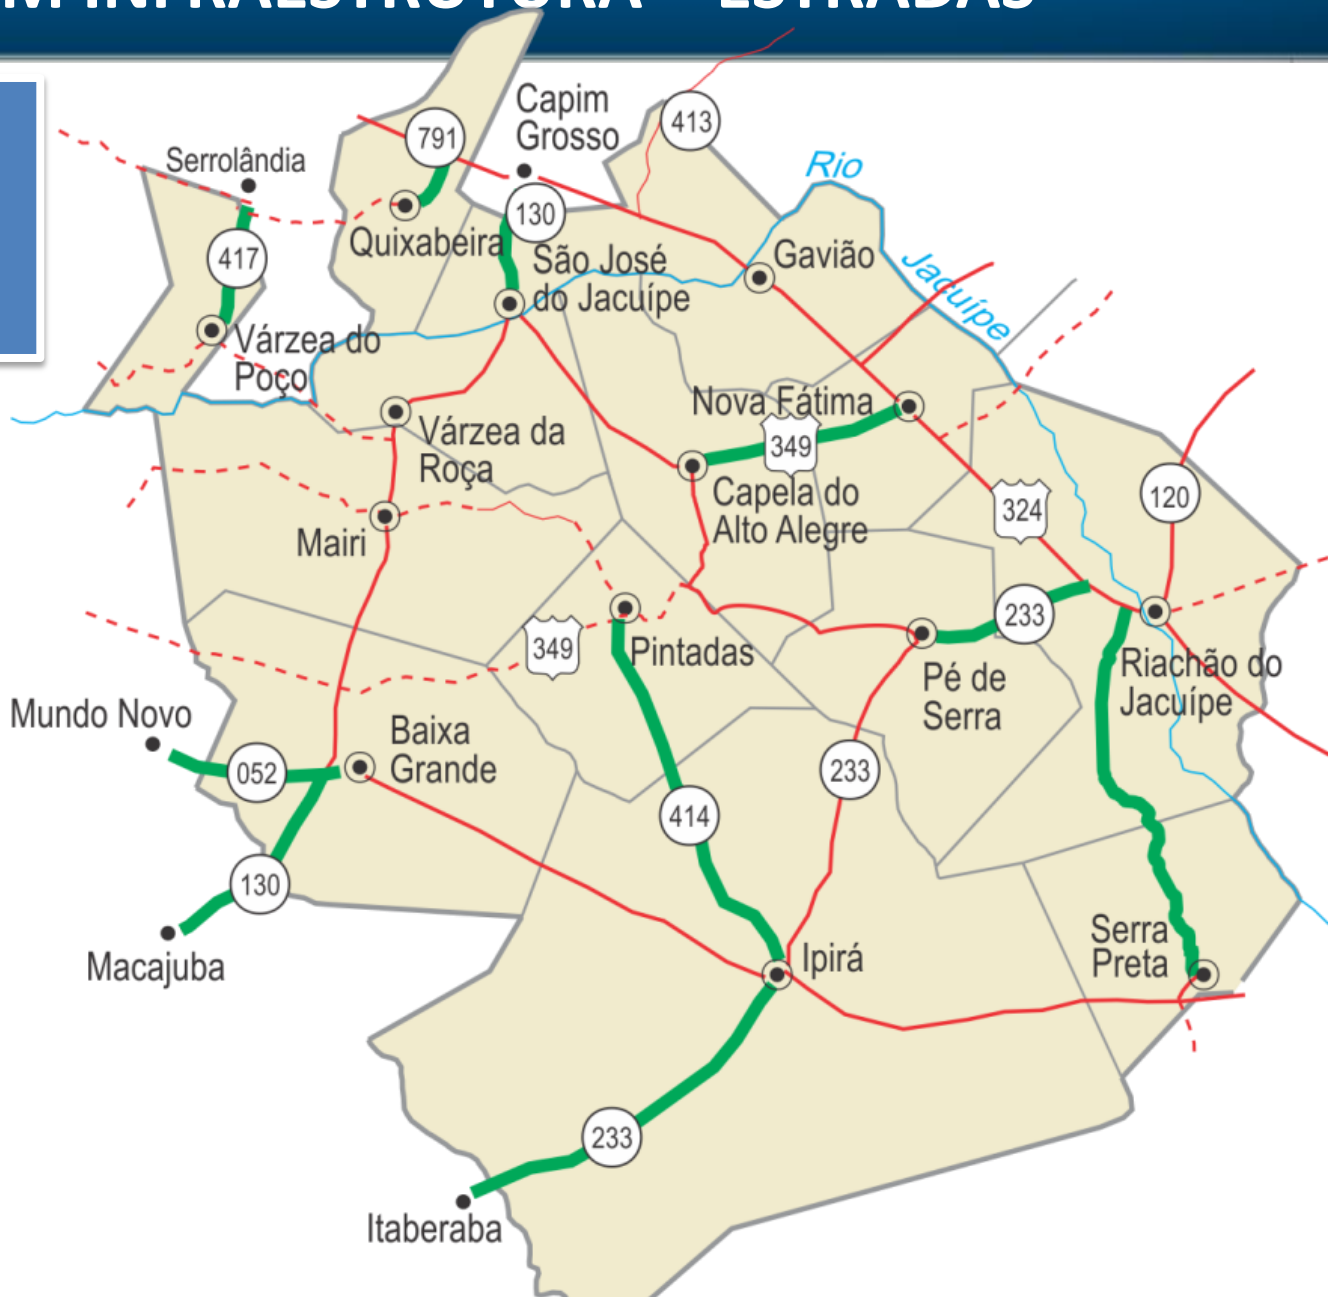 INFRAESTRUTURA
ESTRADAS
Capim
Grosso
413
791
Serrolândia
Rio
130
Quixabeira
417
São José
do Jacuípe
Gavião
Jacuípe
Várzea do
Poço
Nova Fátima
349
Várzea da
Roça
Capela do
Alto Alegre
324
120
Mairi
233
349
Pintadas
Riachão do
Jacuípe
Pé de
Serra
Mundo Novo
Baixa
Grande
052
233
414
130
Serra
Preta
Macajuba
Ipirá
233
Itaberaba